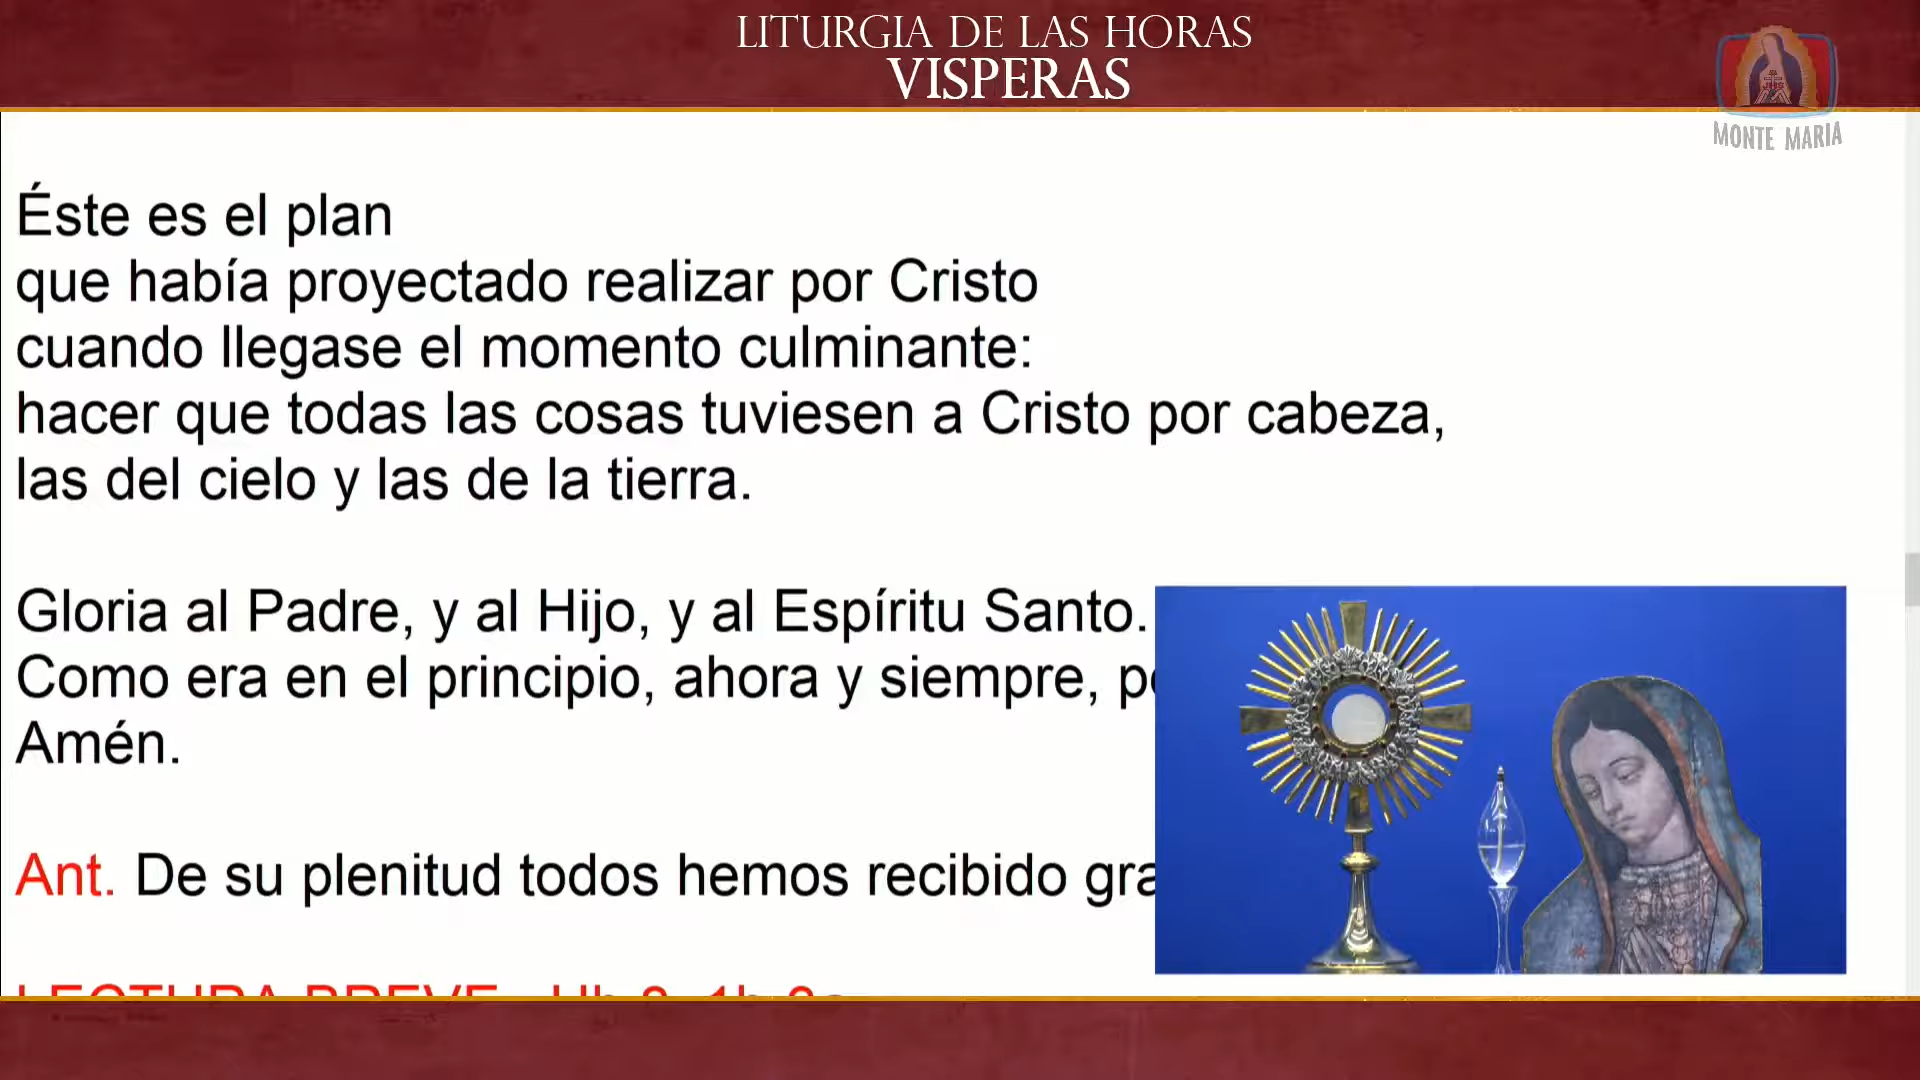 LITURGIA DE LAS HORAS
VISPERAS
MONTE MARIA
Éste es el plan
que había proyectado realizar por Cristo
cuando llegase el momento culminante:
hacer que todas las cosas tuviesen a Cristo por cabeza,
las del cielo y las de la tierra.
Gloria al Padre, y al Hijo, y al Espíritu Santo.
Como era en el principio, ahora y siempre,
Amén.
Ant. De su plenitud todos hemos recibido
LECTURA BREVE